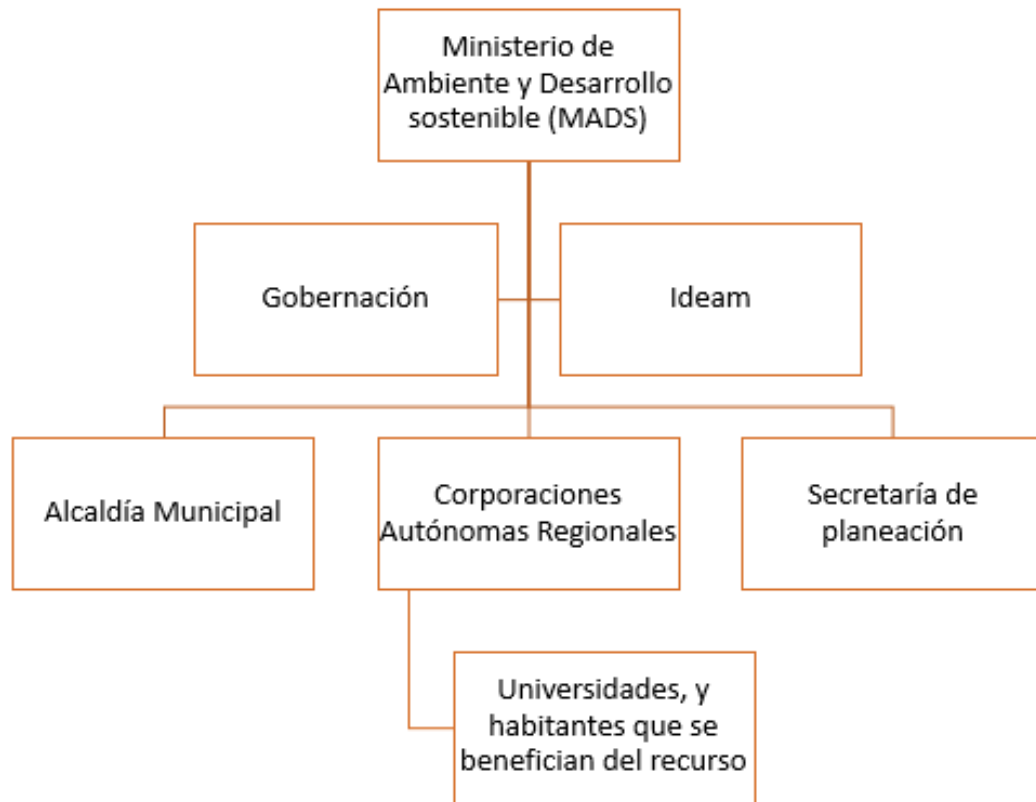 Ministerio de
Ambiente y Desarrollo
sostenible (MADS)
Gobernación
Ideam
Alcaldía Municipal
Corporaciones
Autónomas Regionales
Secretaría de
planeación
Universidades, y
habitantes que se
benefician del recurso